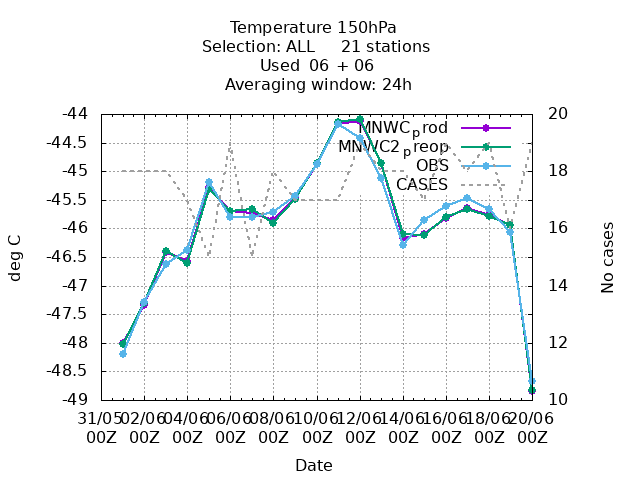 Temperature 150hPa
Selection: ALL 21 stations
Used 06 + 06
Averaging window: 24h
-44
-44.5
-45
-45.5
-46
-46.5
-47
-47.5
-48
-48.5
-49
deg C
20
18
16
14
12
10
No cases
MNWC_prod
MNWC2_preop
OBS
CASES
31/05 02/06 04/06 06/06 08/06 10/06 12/06 14/06 16/06 18/06 20/06
00Z 00Z 00Z 00Z 00Z 00Z 00Z 00Z 00Z 00Z 00Z
Date